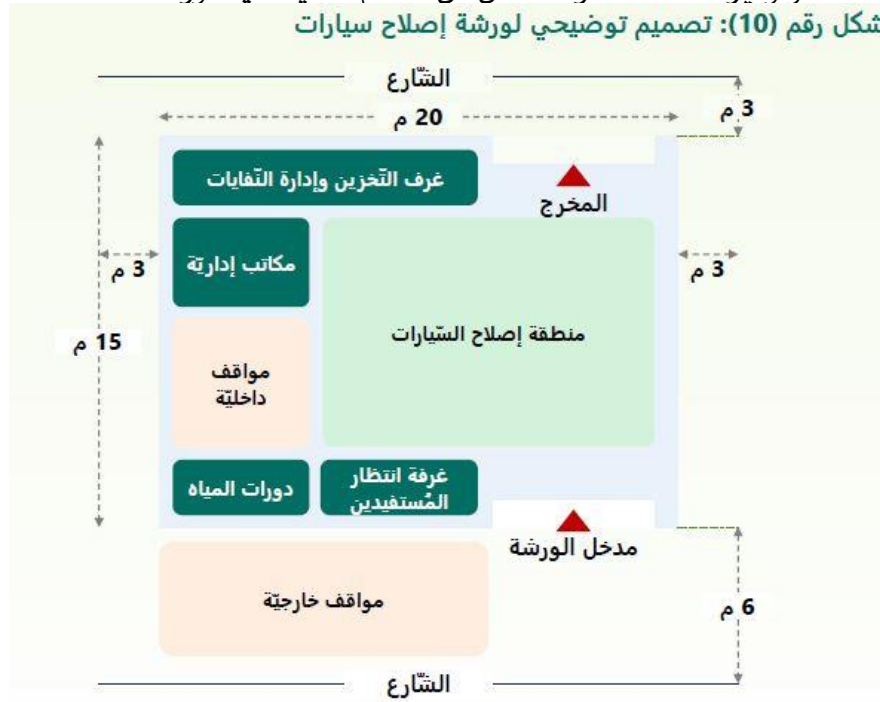 شكل رقم (10): تصميم توضيحي لورشة إصلاح سيارات
الشّارع
3 م
20 م
غرف التّخزين وإدارة النّفايات
المخرج
مكاتب إداريّة
3 م
3 م
منطقة إصلاح السّيارات
15 م
مواقف
داخليّة
غرفة انتظار
المُستفيدين
دورات المياه
مدخل الورشة
مواقف خارجيّة
6 م
الشّارع